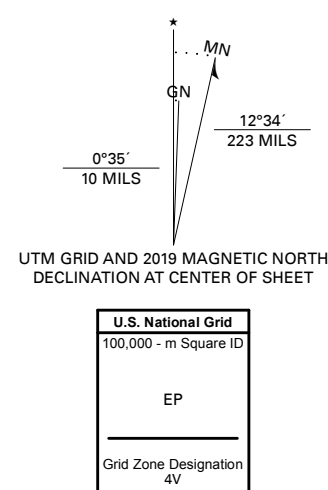 ★
MN
GN
12°34´
223 MILS
0°35´
10 MILS
UTM GRID AND 2019 MAGNETIC NORTH
DECLINATION AT CENTER OF SHEET
U.S. National Grid
100,000 - m Square ID
EP
Grid Zone Designation
4V